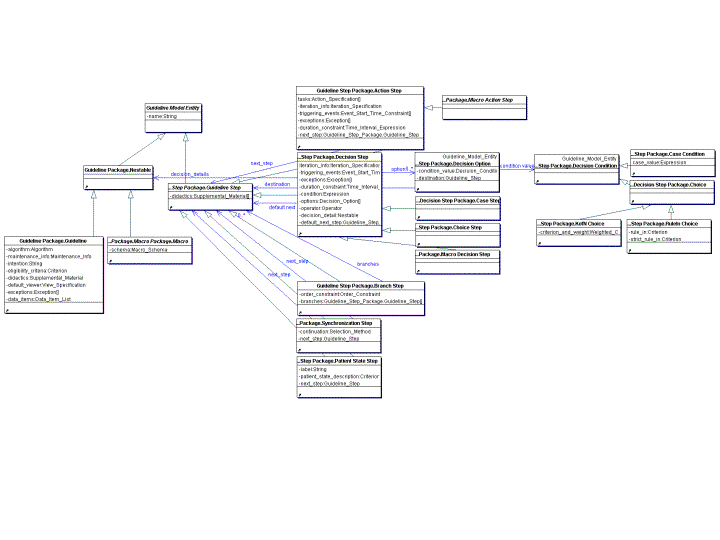 Guideline Step Package.Action Step
tasks:Action_Specification[]
-iteration_info:Iteration_Specification
-triggering_events:Event_Start_Time_Constraint[]
-exceptions:Exception[]
-duration_constraint:Time_Interval_Expression
-next_step:Guideline_Step_Package.Guideline_Step
..Package.Macro Action Step
Guideline Model Entity
-name:String
Guideline Package.Nestable
decision_details
next_step
..Step Package.Decision Step
iteration_info:Iteration_Specification
-triggering_events:Event_Start_Tim
-exceptions:Exception[]
-duration_constraint:Time_Interval_
-condition:Expression
-options:Decision_Option[]
-operator:Operator
-decision_detail:Nestable
-default_next_step:Guideline_Step_
Guideline_Model_Entity
..Step Package.Decision Option
-condition_value:Decision_Conditio
-destination:Guideline_Step
condition value
Guideline_Model_Entity
..Step Package.Decision Condition
..Step Package.Case Condition
case_value:Expression
..Decision Step Package.Choice
..Step Package.Guideline Step
didactics:Supplemental_Material[]
destination
default next
Decision Step Package.Case Step
..Step Package.Choice Step
..Package.Macro Decision Step
..Step Package.KofN Choice
-criterion_and_weight:Weighted_C
..Step Package.RuleIn Choice
-rule_in:Criterion
-strict_rule_in:Criterion
Guideline Package.Guideline
-algorithm:Algorithm
-maintenance_info:Maintenance_Info
-intention:String
-eligibility_criteria:Criterion
-didactics:Supplemental_Material
-default_viewer:View_Specification
-exceptions:Exception[]
-data_items:Data_Item_List
..Package.Macro Package.Macro
-schema:Macro_Schema
next_step
branches
next_step
Guideline Step Package.Branch Step
-order_constraint:Order_Constraint
-branches:Guideline_Step_Package.Guideline_Step[]
..Package.Synchronization Step
-continuation:Selection_Method
-next_step:Guideline_Step
..Step Package.Patient State Step
-label:String
-patient_state_description:Criterion
-next_step:Guideline_Step